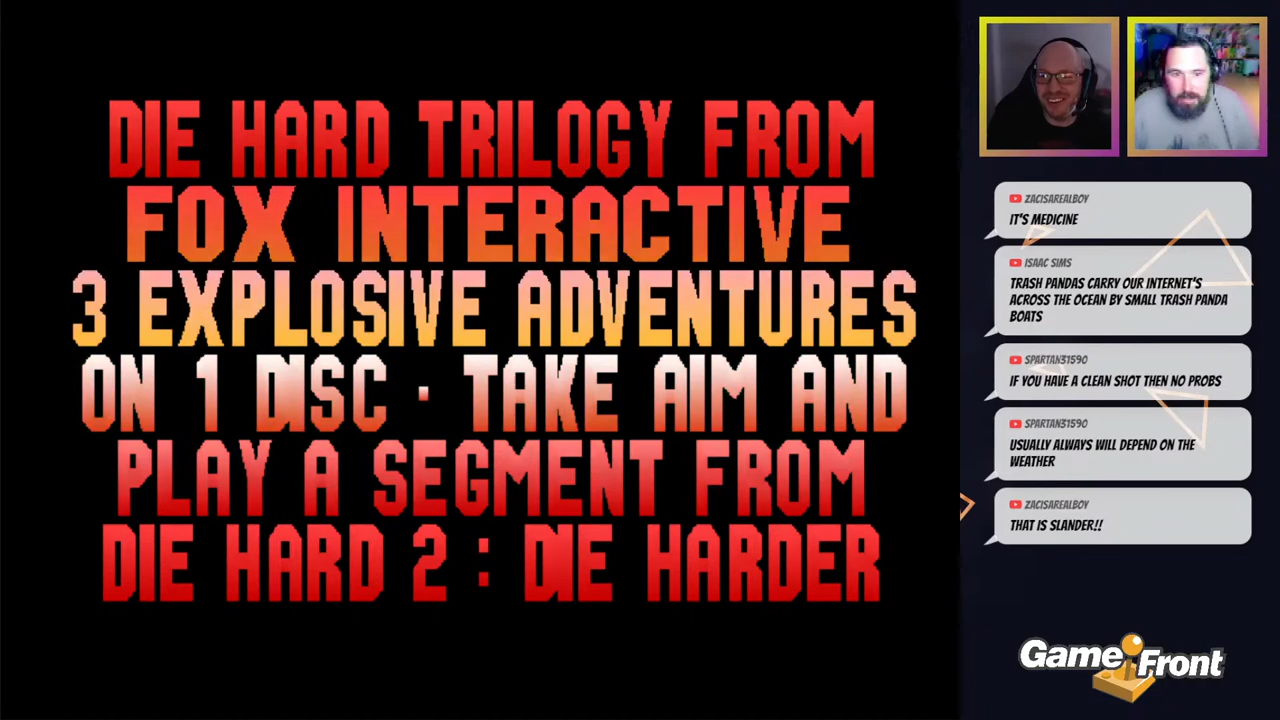 DIE HARD TRILOGY FROM
FOX INTERACTIVE
3 EXPLOSIVE ADVENTURES
ON 1 DISC · TAKE AIM AND
PLAY A SEGMENT FROM
DIE HARD 2 : DIE HARDER
ZACISAREALBOY
IT'S MEDICINE
ISAAC SIMS
TRASH PANDAS CARRY OUR INTERNET'S
ACROSS THE OCEAN BY SMALL TRASH PANDA
BOATS
SPARTAN31590
IF YOU HAVE A CLEAN SHOT THEN NO PROBS
SPARTAN31590
USUALLY ALWAYS WILL DEPEND ON THE
WEATHER
ZACISAREALBOY
THAT IS SLANDER!!
GameFront